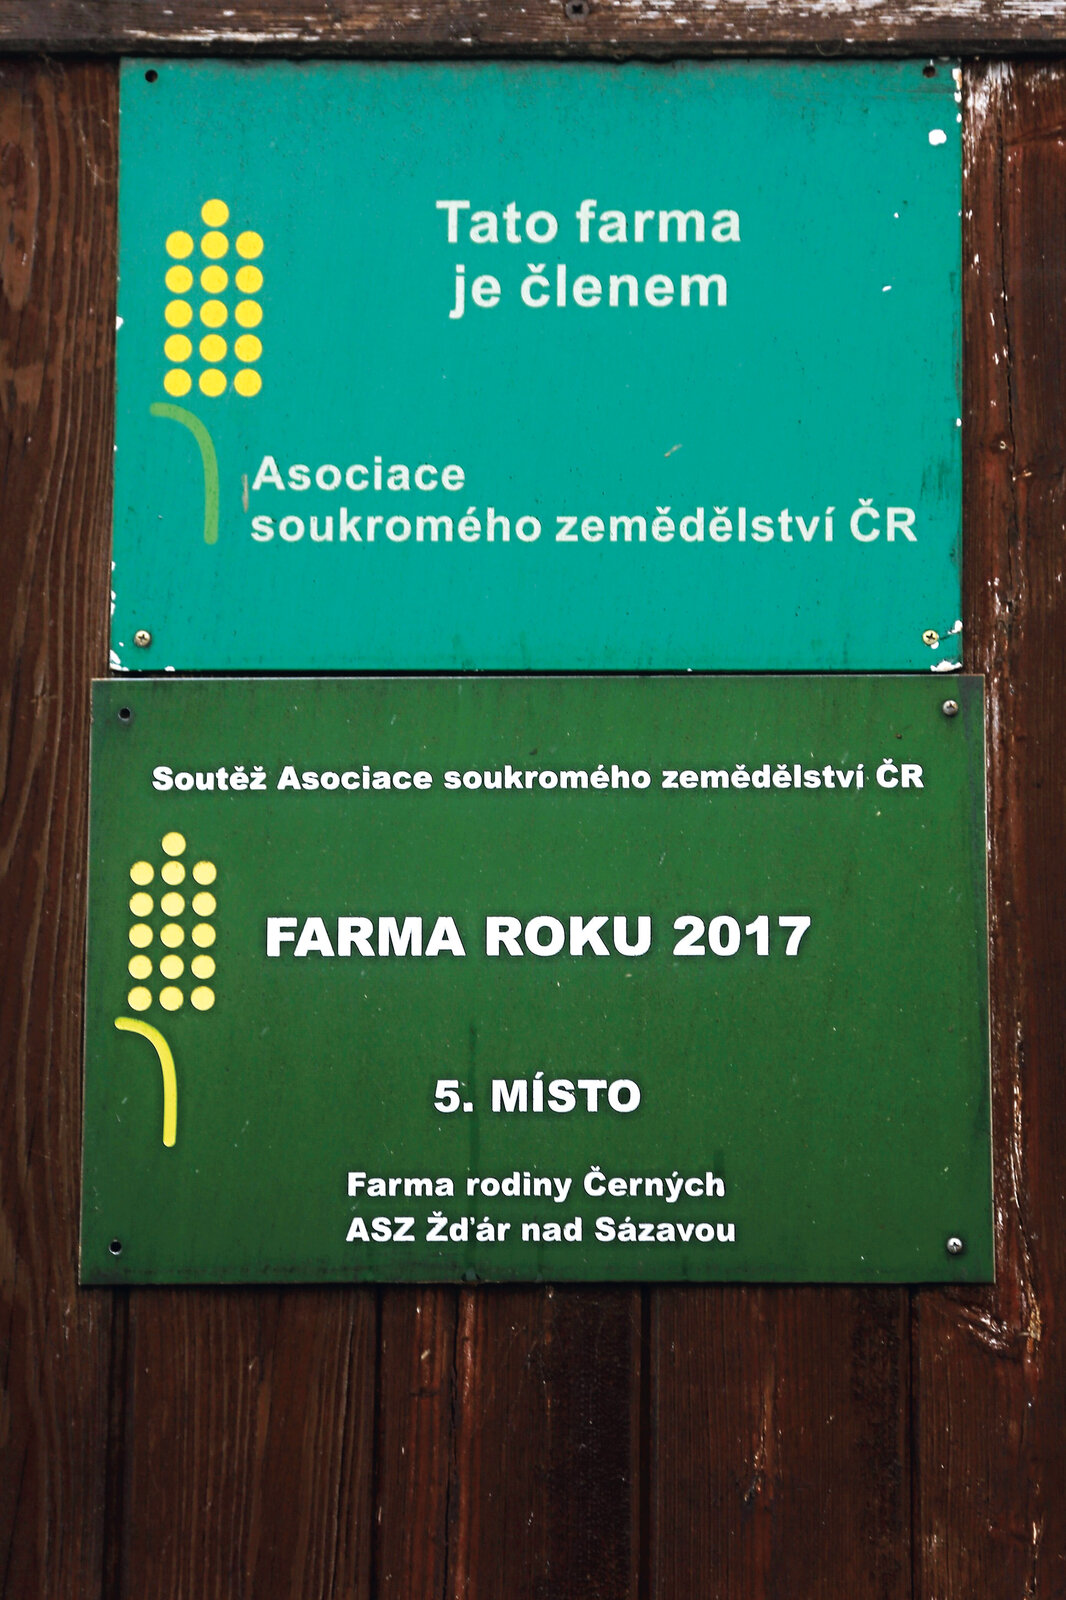 Tato farma
je členem
Asociace
soukromého zemědělství ČR
Soutěž Asociace soukromého zemědělství ČR
FARMA ROKU 2017
5. MÍSTO
Farma rodiny Černých
ASZ Žďár nad Sázavou